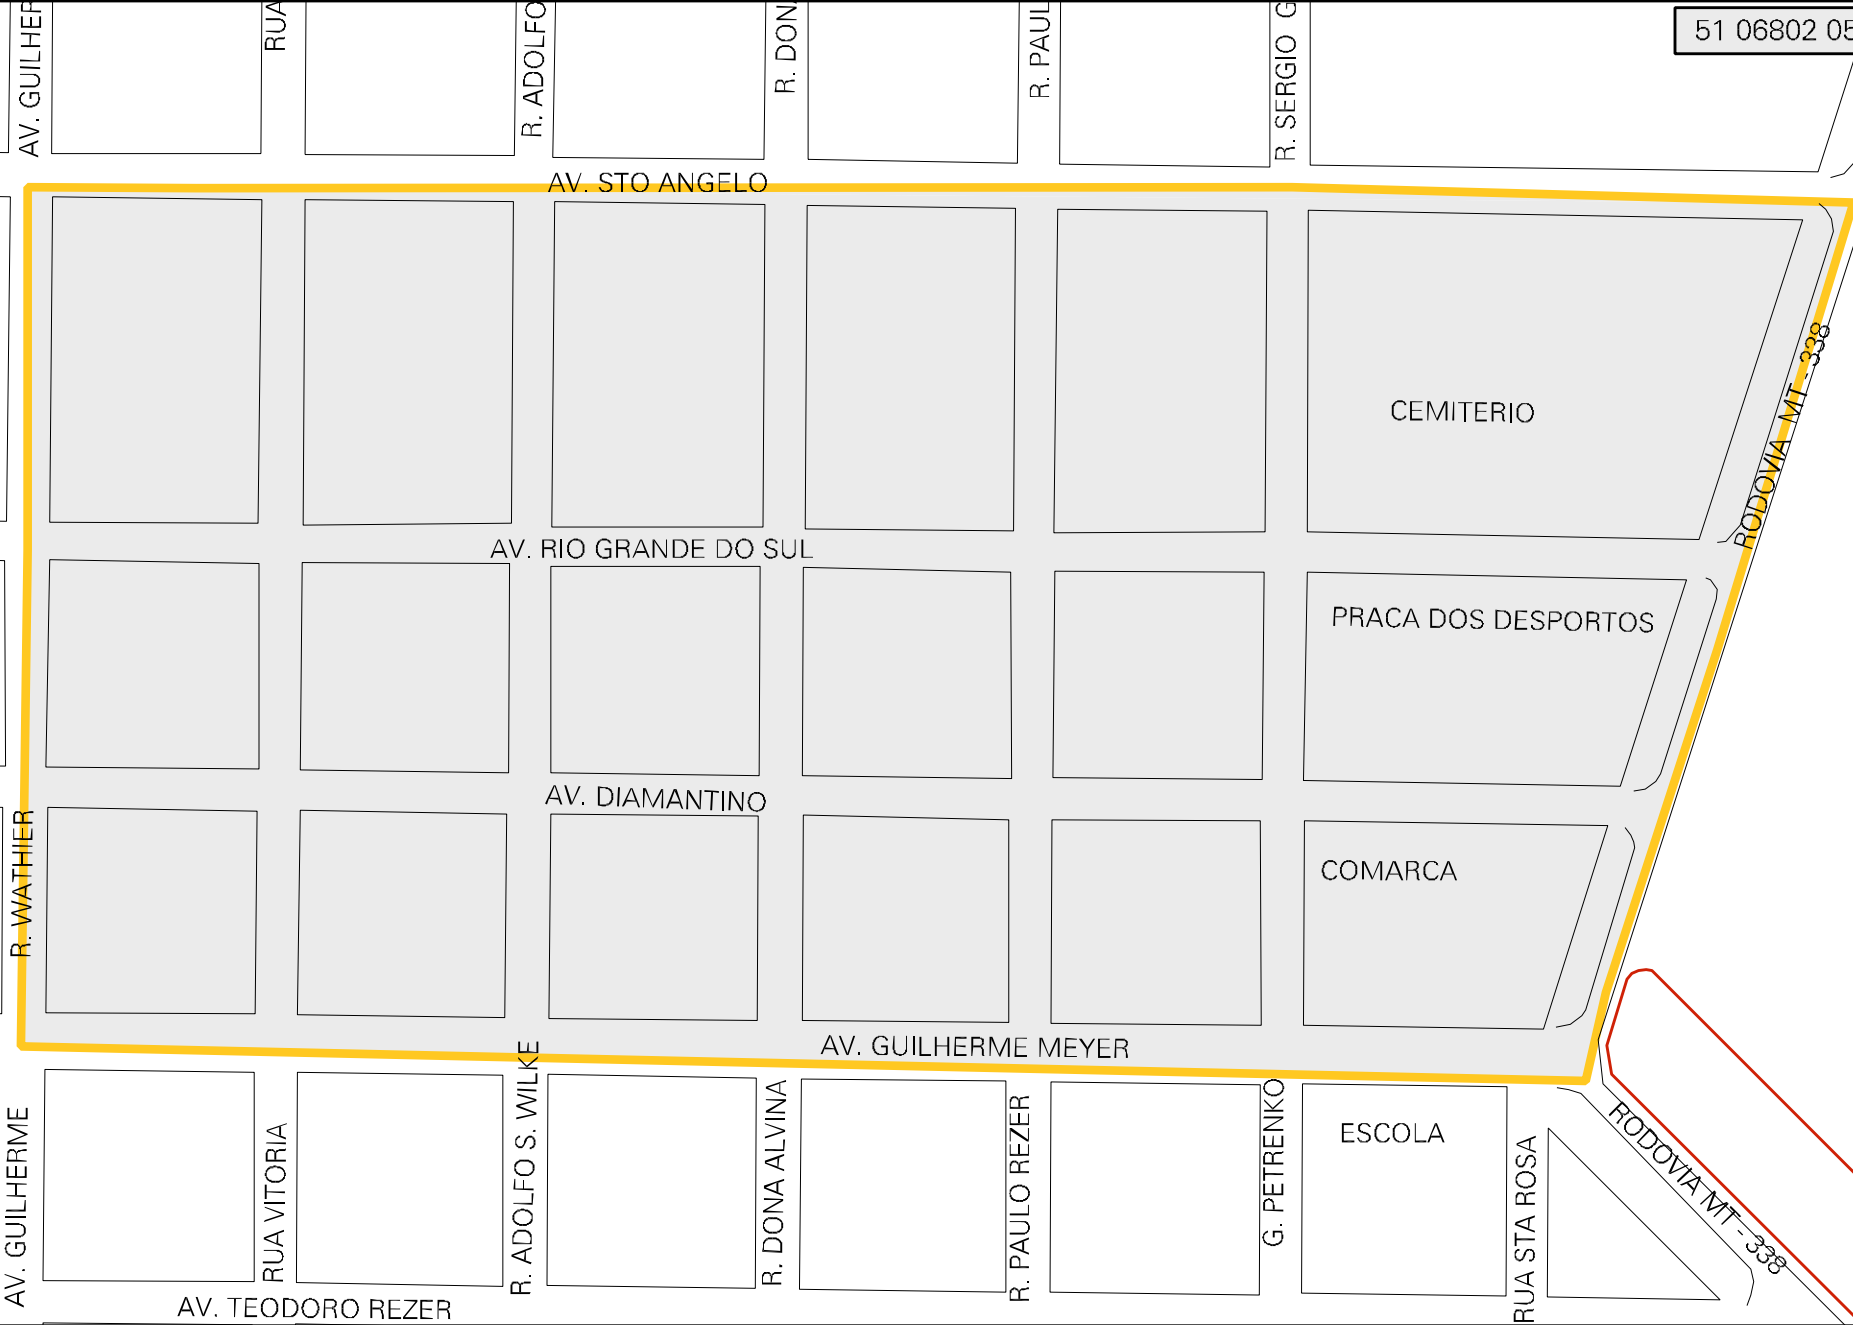 AV. GUILHER
RUA
R. ADOLFO
R. DON
R. PAUL
R. SERGIO G
51 06802 05
AV. STO ANGELO
RODOVIA MT - 338
CEMITERIO
AV. RIO GRANDE DO SUL
PRACA DOS DESPORTOS
AV. DIAMANTINO
R. WATHIER
COMARCA
AV. GUILHERME MEYER
AV. GUILHERME
RUA VITORIA
R. ADOLFO S. WILKE
R. DONA ALVINA
R. PAULO REZER
G. PETRENKO
ESCOLA
RUA STA ROSA
RODOVIA MT - 338
AV. TEODORO REZER